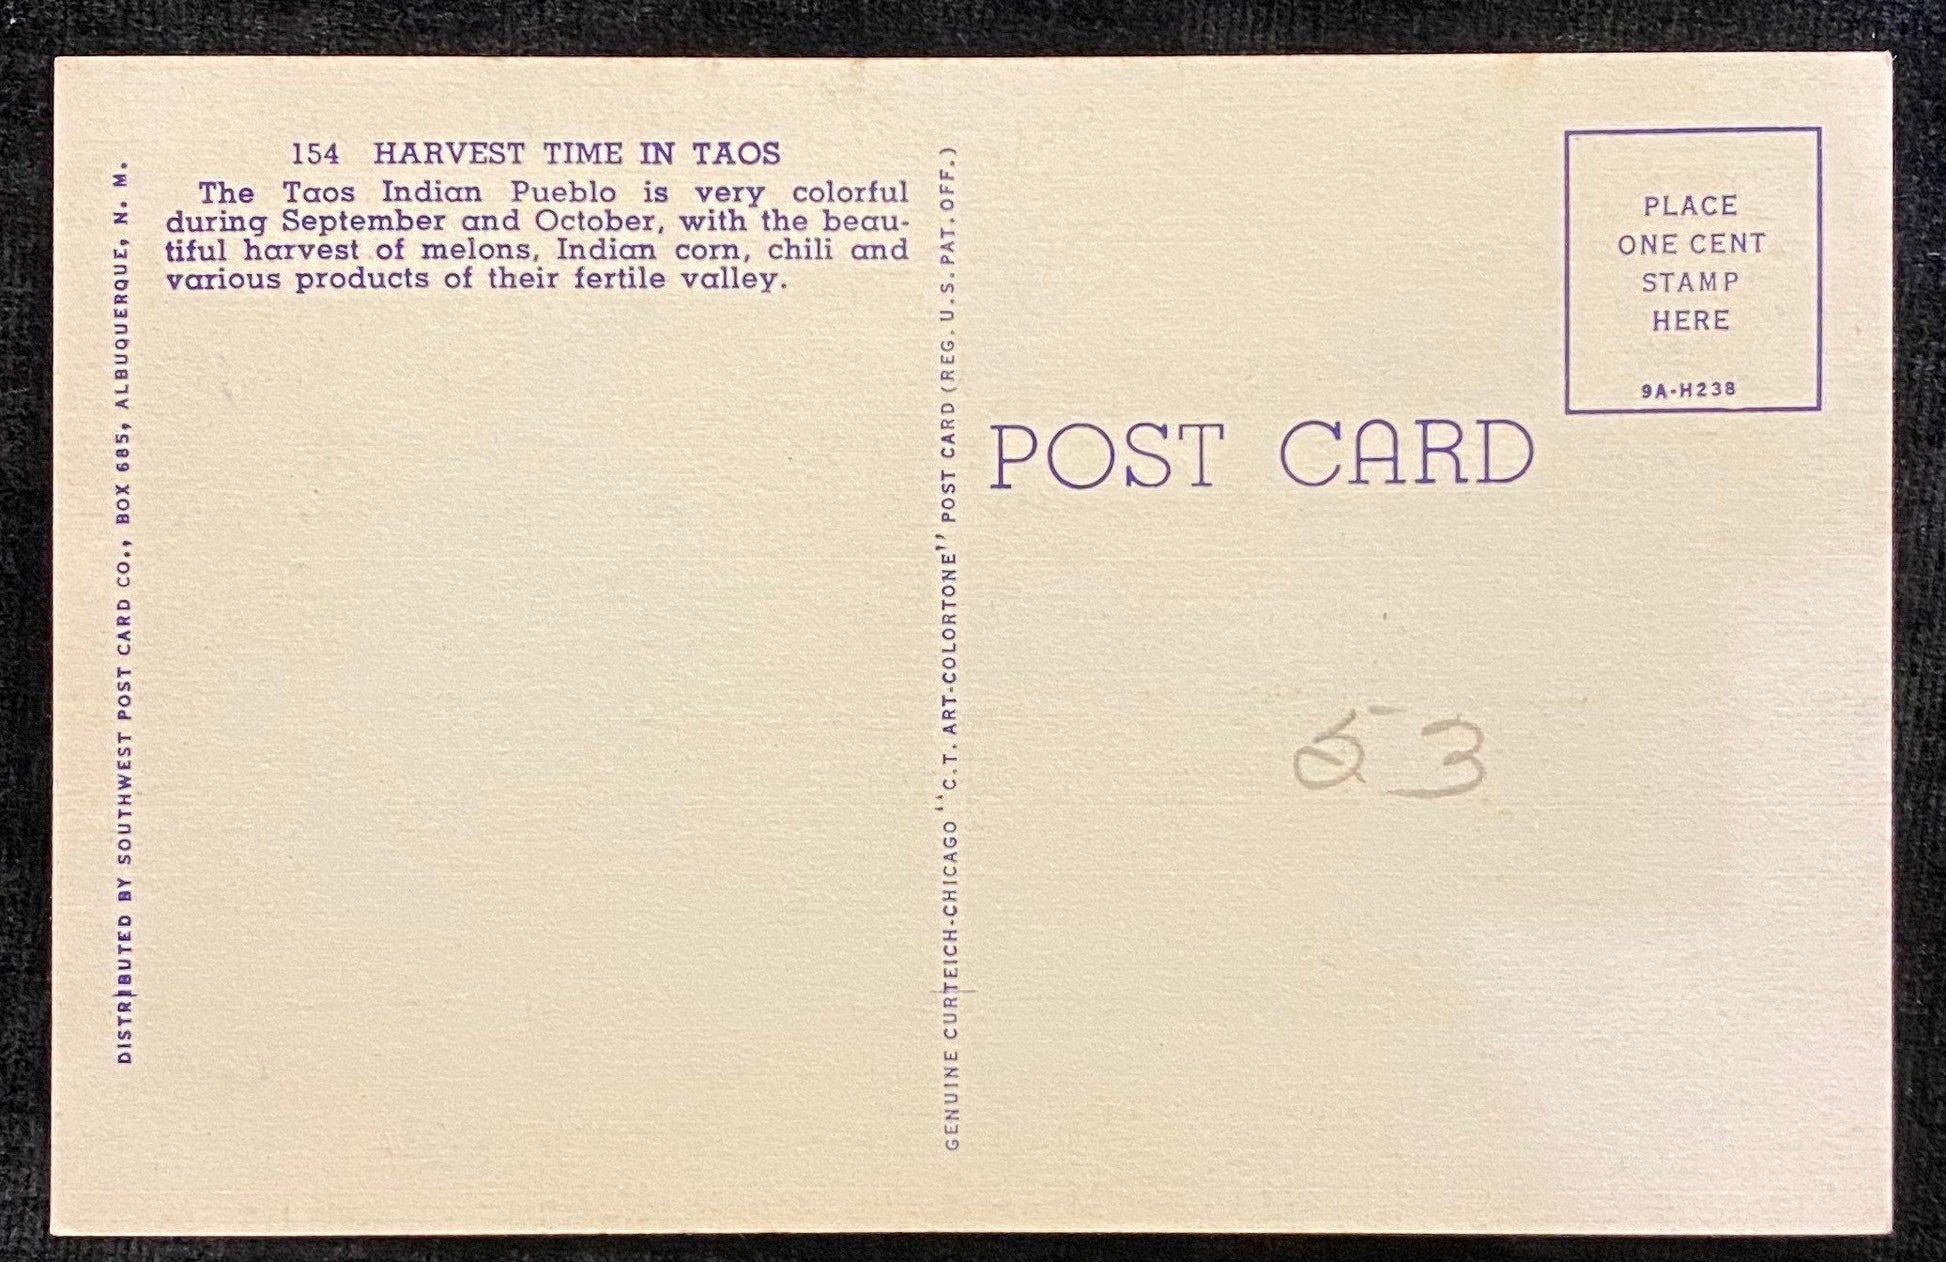 154 HARVEST TIME IN TAOS
The Taos Indian Pueblo is very colorful
during September and October, with the beau-
tiful harvest of melons, Indian corn, chili and
various products of their fertile valley.
DISTRIBUTED BY SOUTHWEST POST CARD CO., BOX 685, ALBUQUERQUE, N. M.
GENUINE CURTEICH-CHICAGO "C.T. ART-COLORTONE" POST CARD (REG. U.S. PAT. OFF.)
PLACE
ONE CENT
STAMP
HERE
9A-H238
POST CARD
53